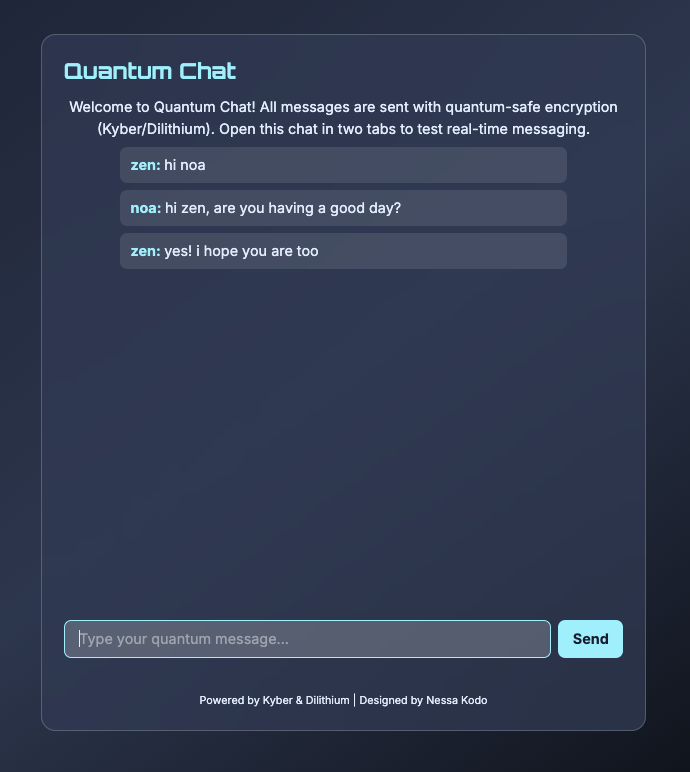 Quantum Chat
Welcome to Quantum Chat! All messages are sent with quantum-safe encryption
(Kyber/Dilithium). Open this chat in two tabs to test real-time messaging.
zen: hi noa
noa: hi zen, are you having a good day?
zen: yes! i hope you are too
Type your quantum message...
Send
Powered by Kyber & Dilithium | Designed by Nessa Kodo